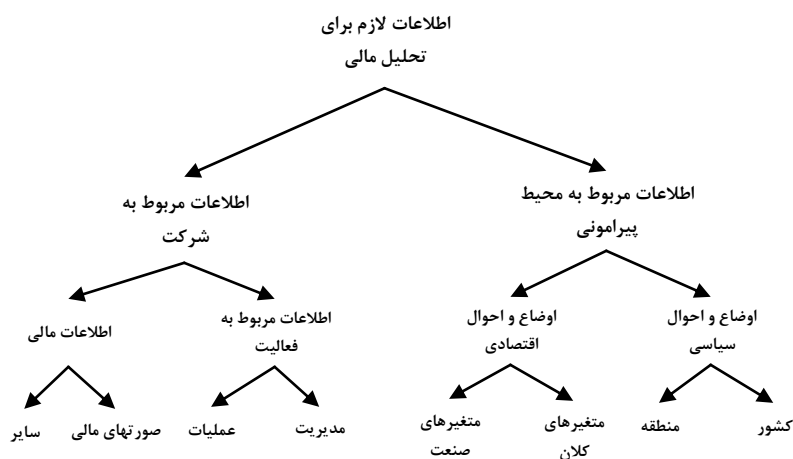 اطلاعات لازم برای
تحلیل مالی
اطلاعات مربوط به محیط
پیرامونی
اطلاعات مربوط به
شرکت
اوضاع و احوال
سیاسی
اوضاع و احوال
اقتصادی
اطلاعات مربوط به
فعالیت
اطلاعات مالی
کشور
منطقه
متغیرهای
کلان
متغیرهای
صنعت
مدیریت
عملیات
صورتهای مالی
سایر